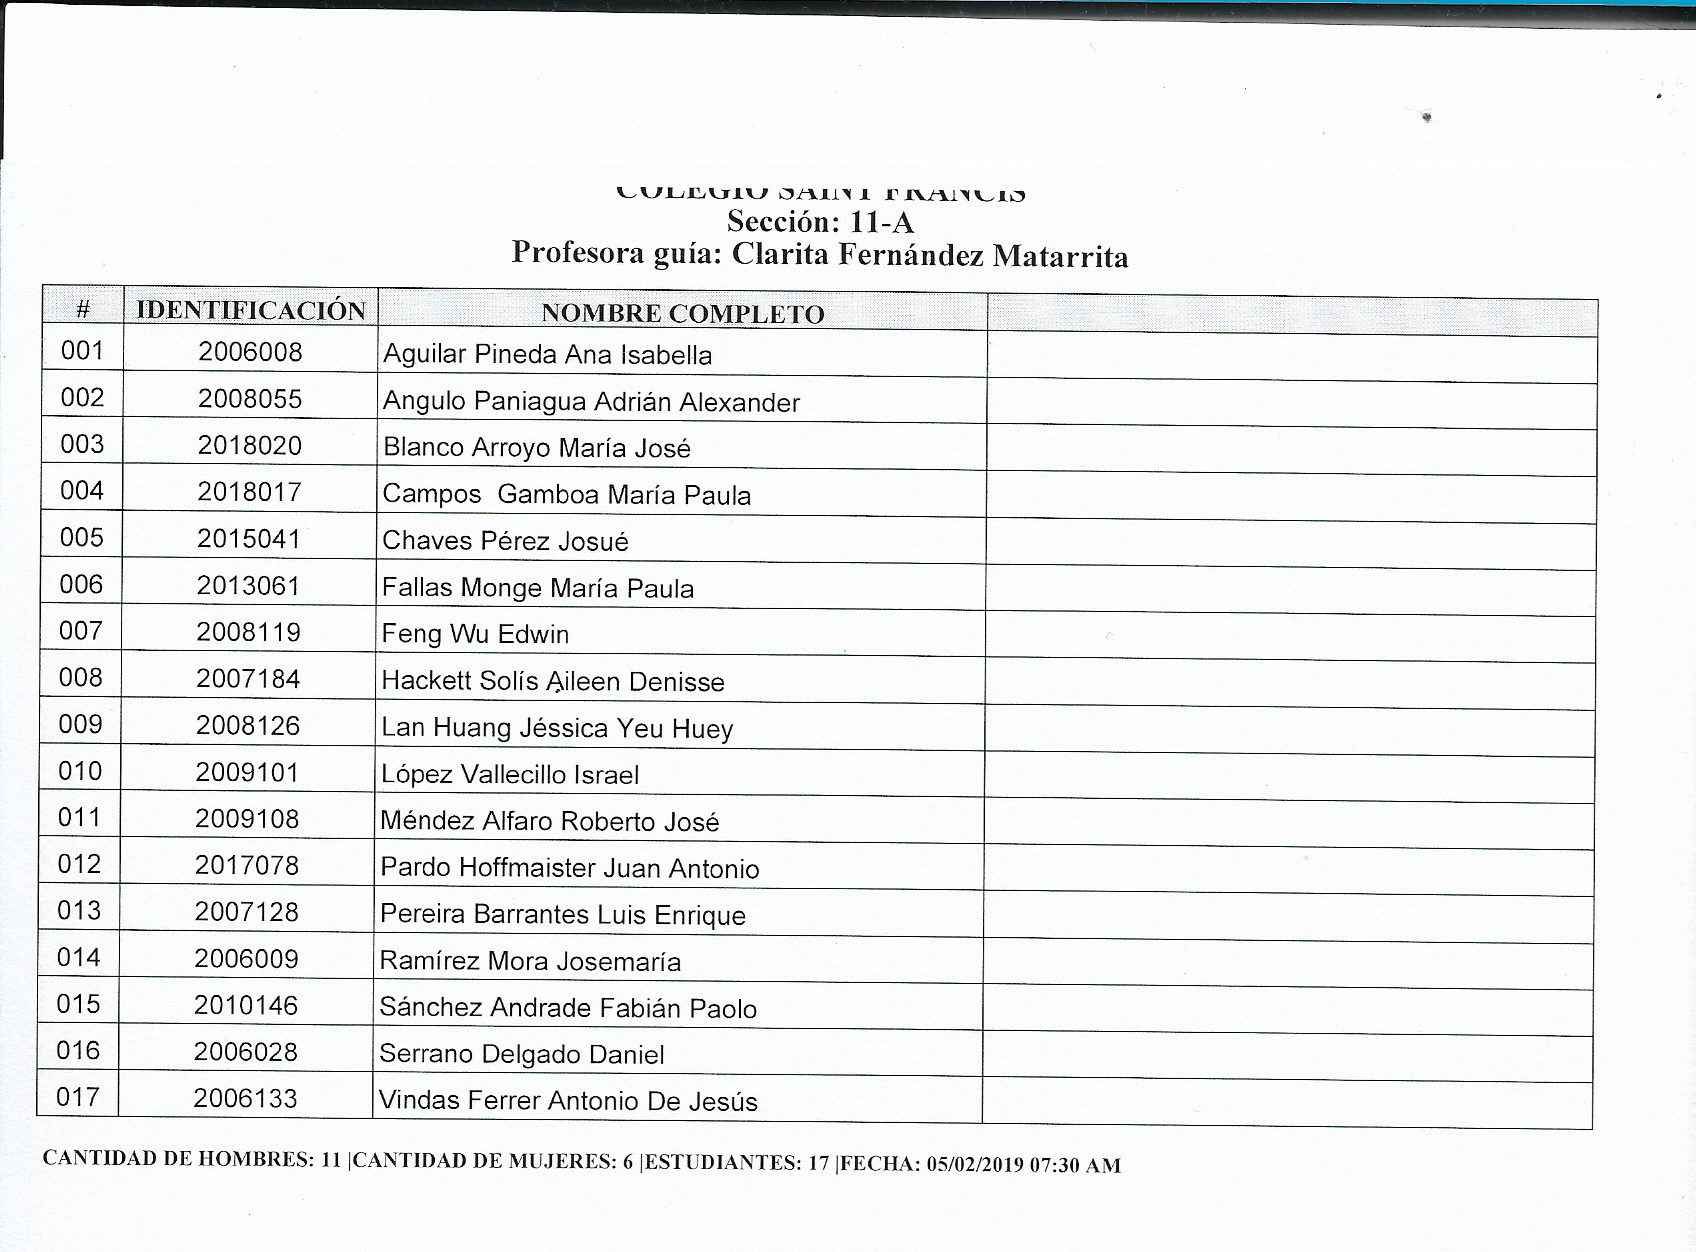 COLEGIO SAINT FRANCIS
Sección: 11-A
Profesora guía: Clarita Fernández Matarrita
# IDENTIFICACIÓN NOMBRE COMPLETO
001 2006008 Aguilar Pineda Ana Isabella
002 2008055 Angulo Paniagua Adrián Alexander
003 2018020 Blanco Arroyo María José
004 2018017 Campos  Gamboa María Paula
005 2015041 Chaves Pérez Josué
006 2013061 Fallas Monge María Paula
007 2008119 Feng Wu Edwin
008 2007184 Hackett Solís Aileen Denisse
009 2008126 Lan Huang Jéssica Yeu Huey
010 2009101 López Vallecillo Israel
011 2009108 Méndez Alfaro Roberto José
012 2017078 Pardo Hoffmaister Juan Antonio
013 2007128 Pereira Barrantes Luis Enrique
014 2006009 Ramírez Mora Josemaría
015 2010146 Sánchez Andrade Fabián Paolo
016 2006028 Serrano Delgado Daniel
017 2006133 Vindas Ferrer Antonio De Jesús
CANTIDAD DE HOMBRES: 11 |CANTIDAD DE MUJERES: 6 |ESTUDIANTES: 17 |FECHA: 05/02/2019 07:30 AM